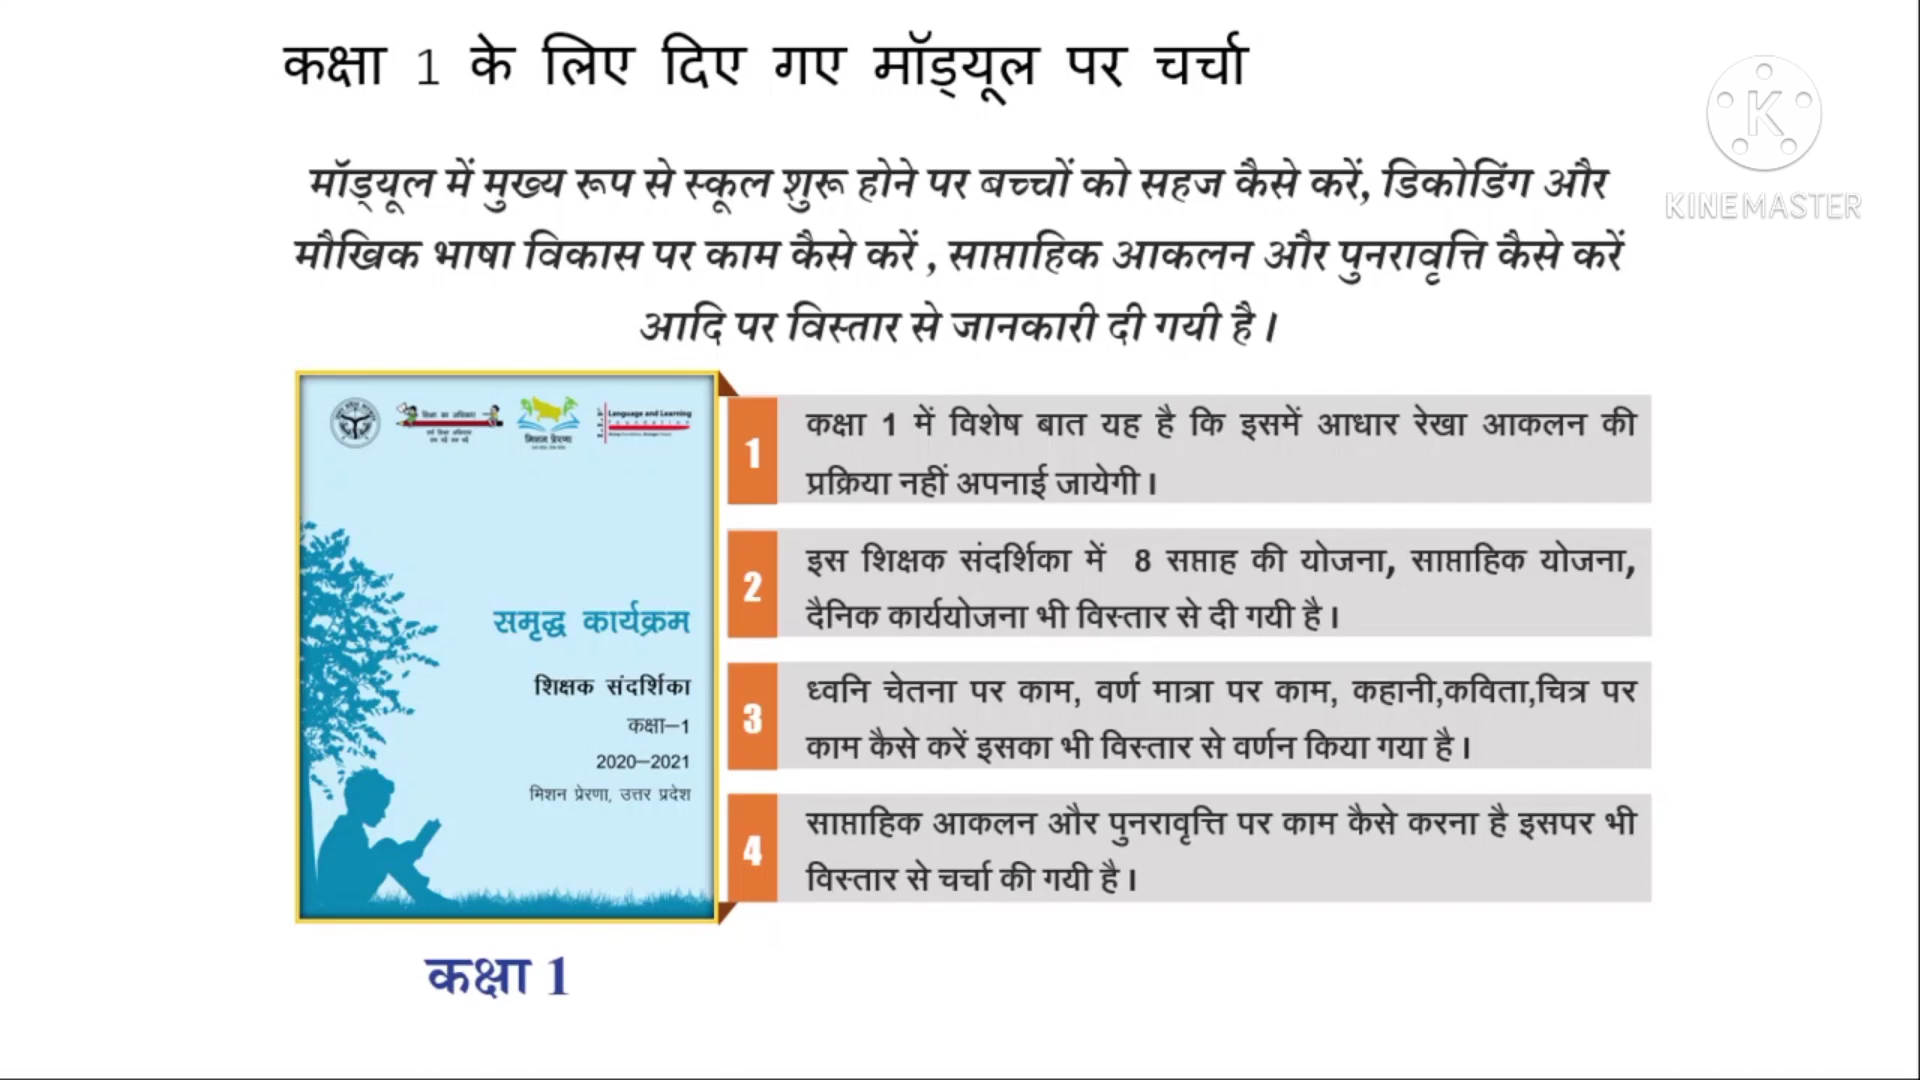 कक्षा 1 के लिए दिए गए मॉड्यूल पर चर्चा
KINEMASTER
मॉड्यूल में मुख्य रूप से स्कूल शुरू होने पर बच्चों को सहज कैसे करें, डिकोडिंग और
मौखिक भाषा विकास पर काम कैसे करें , साप्ताहिक आकलन और पुनरावृत्ति कैसे करें
आदि पर विस्तार से जानकारी दी गयी है ।
मिशन प्रेरणा
Language and Learning
Foundation
समृद्ध कार्यक्रम
शिक्षक संदर्शिका
कक्षा–1
2020–2021
मिशन प्रेरणा, उत्तर प्रदेश
कक्षा 1
1
कक्षा 1 में विशेष बात यह है कि इसमें आधार रेखा आकलन की
प्रक्रिया नहीं अपनाई जायेगी ।
2
इस शिक्षक संदर्शिका में 8 सप्ताह की योजना, साप्ताहिक योजना,
दैनिक कार्ययोजना भी विस्तार से दी गयी है ।
3
ध्वनि चेतना पर काम, वर्ण मात्रा पर काम, कहानी,कविता,चित्र पर
काम कैसे करें इसका भी विस्तार से वर्णन किया गया है ।
4
साप्ताहिक आकलन और पुनरावृत्ति पर काम कैसे करना है इसपर भी
विस्तार से चर्चा की गयी है ।